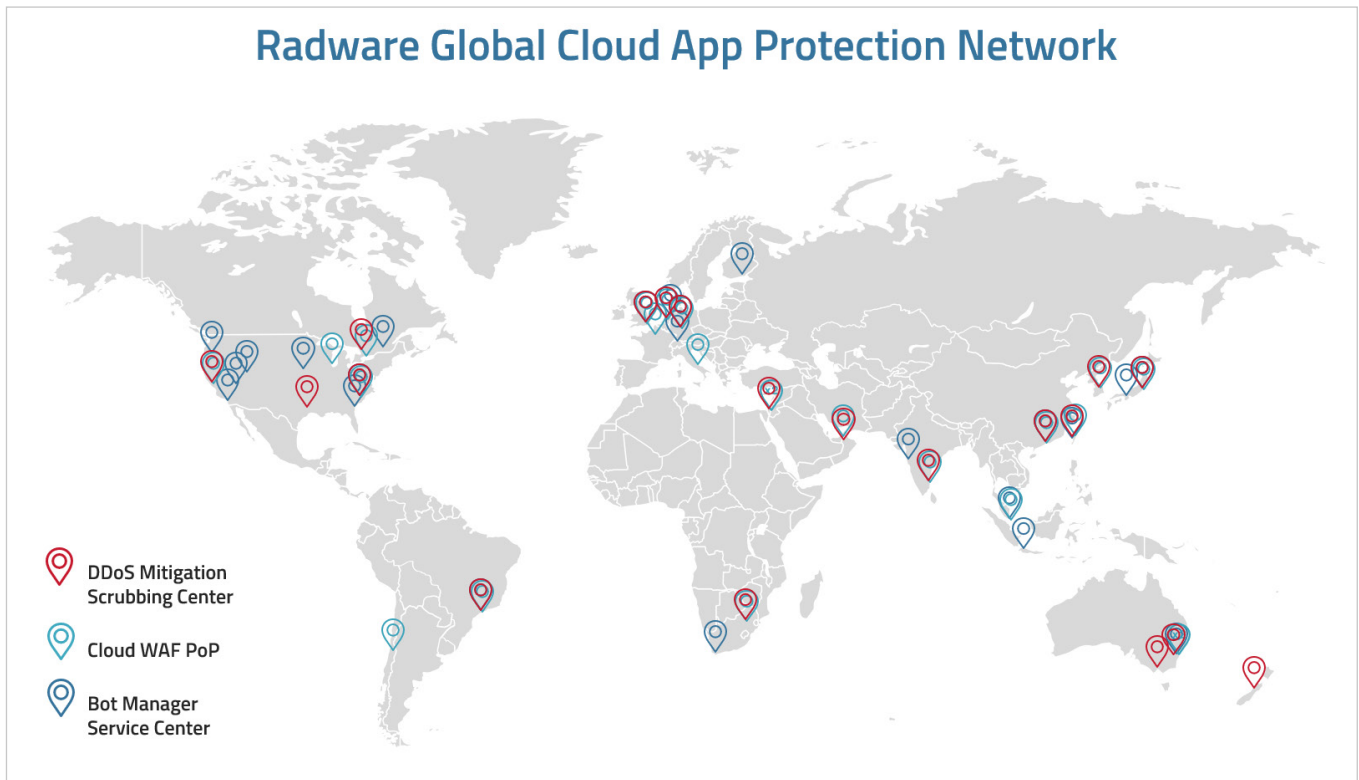 Radware Global Cloud App Protection Network
DDoS Mitigation
Scrubbing Center
Cloud WAF PoP
Bot Manager
Service Center